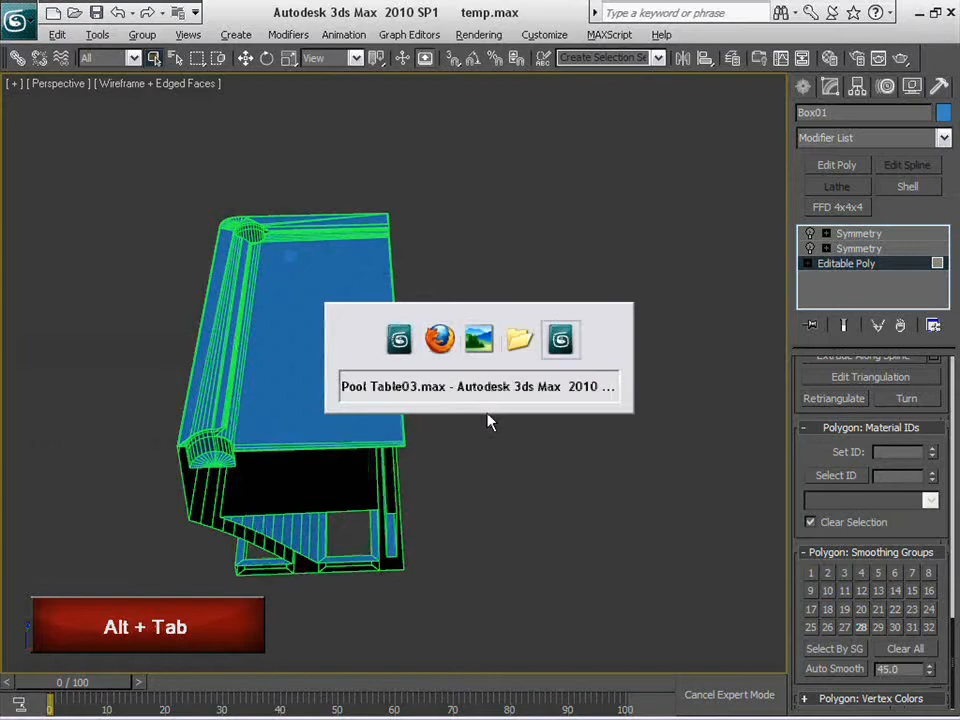 Autodesk 3ds Max 2010 SP1 temp.max
Type a keyword or phrase
Edit Tools Group Views Create Modifiers Animation Graph Editors Rendering Customize MAXScript Help
All View Create Selection Se
[ + ] [ Perspective ] [ Wireframe + Edged Faces ]
Box01
Modifier List
Edit Poly Edit Spline
Lathe Shell
FFD 4x4x4
Symmetry
Symmetry
Editable Poly
Extrude Along Spline
Edit Triangulation
Retriangulate Turn
- Polygon: Material IDs
Set ID:
Select ID
Clear Selection
- Polygon: Smoothing Groups
1 2 3 4 5 6 7 8
9 10 11 12 13 14 15 16
17 18 19 20 21 22 23 24
25 26 27 28 29 30 31 32
Select By SG Clear All
Auto Smooth 45.0
+ Polygon: Vertex Colors
Pool Table03.max - Autodesk 3ds Max 2010 ...
Alt + Tab
< 0 / 100 >
0 10 20 30 40 50 60 70 80 90 100
Cancel Expert Mode